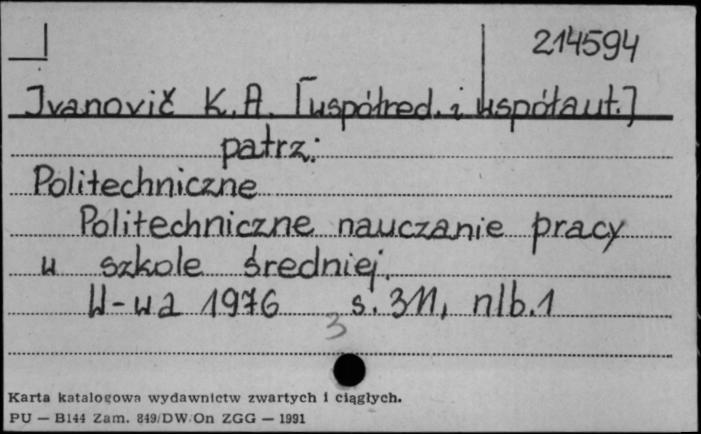 214594
Ivanovič K.A. [współred. i współaut.]
patrz:
Politechniczne
Politechniczne nauczanie pracy
w szkole średniej.
W-wa 1976 s. 311, nlb.1
3
Karta katalogowa wydawnictw zwartych i ciągłych.
PU — B144 Zam. 849/DW/On ZGG — 1991